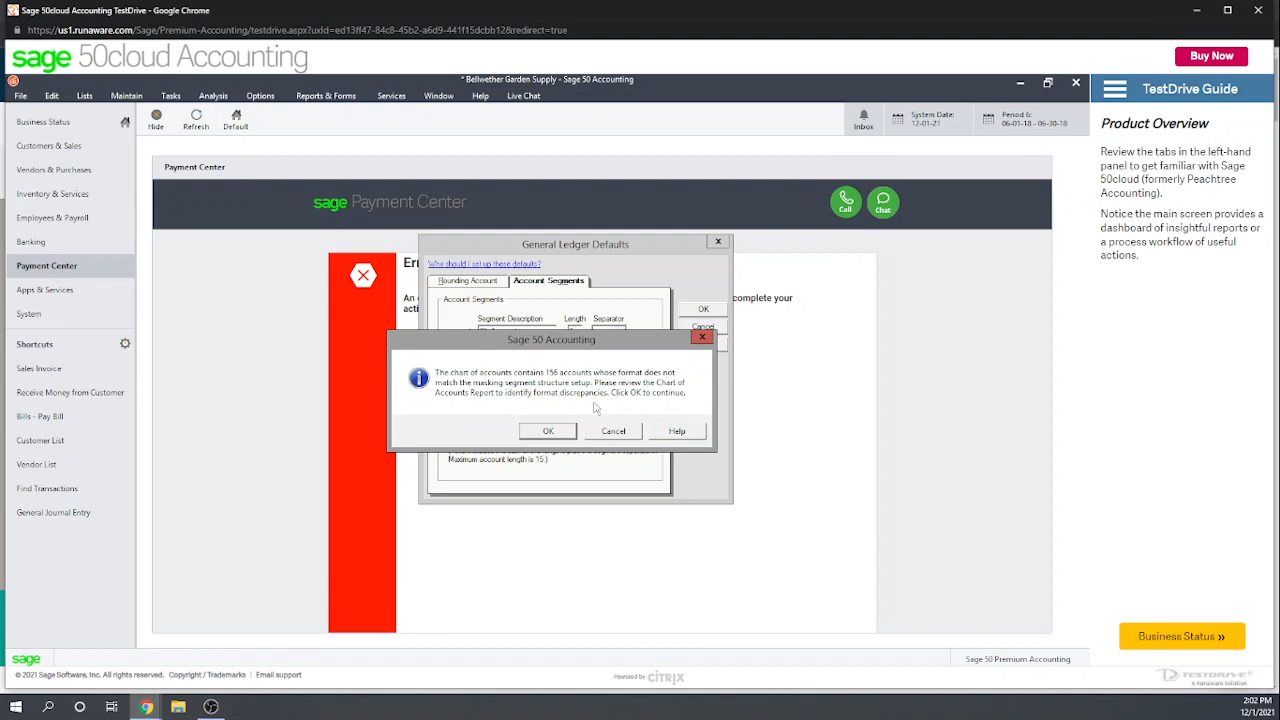 Sage 50cloud Accounting TestDrive - Google Chrome
https://us1.runaware.com/Sage/Premium-Accounting/testdrive.aspx?uxId=ed13ff47-84c8-45b2-a6d9-441f15dcbb12&redirect=true
sage 50cloud Accounting
Buy Now
* Bellwether Garden Supply - Sage 50 Accounting
File Edit Lists Maintain Tasks Analysis Options Reports & Forms Services Window Help Live Chat
TestDrive Guide
Business Status
Hide Refresh Default
Inbox
System Date:
12-01-21
Period 6:
06-01-18 - 06-30-18
Product Overview
Review the tabs in the left-hand
panel to get familiar with Sage
50cloud (formerly Peachtree
Accounting).
Notice the main screen provides a
dashboard of insightful reports or
a process workflow of useful
actions.
Business Status »
Customers & Sales
Vendors & Purchases
Inventory & Services
Employees & Payroll
Banking
Payment Center
Apps & Services
System
Shortcuts
Sales Invoice
Receive Money from Customer
Bills - Pay Bill
Customer List
Vendor List
Find Transactions
General Journal Entry
Payment Center
sage Payment Center
Call
Chat
complete your
General Ledger Defaults
Why should I set up these defaults?
Rounding Account Account Segments
Account Segments
Segment Description Length Separator
OK
Cancel
Sage 50 Accounting
The chart of accounts contains 156 accounts whose format does not
match the masking segment structure setup. Please review the Chart of
Accounts Report to identify format discrepancies. Click OK to continue.
OK Cancel Help
Maximum account length is 15.)
sage
Sage 50 Premium Accounting
© 2021 Sage Software, Inc. All rights reserved. Copyright / Trademarks Email support
Powered by CITRIX
TESTDRIVE
A Runaware Solution
2:02 PM
12/1/2021